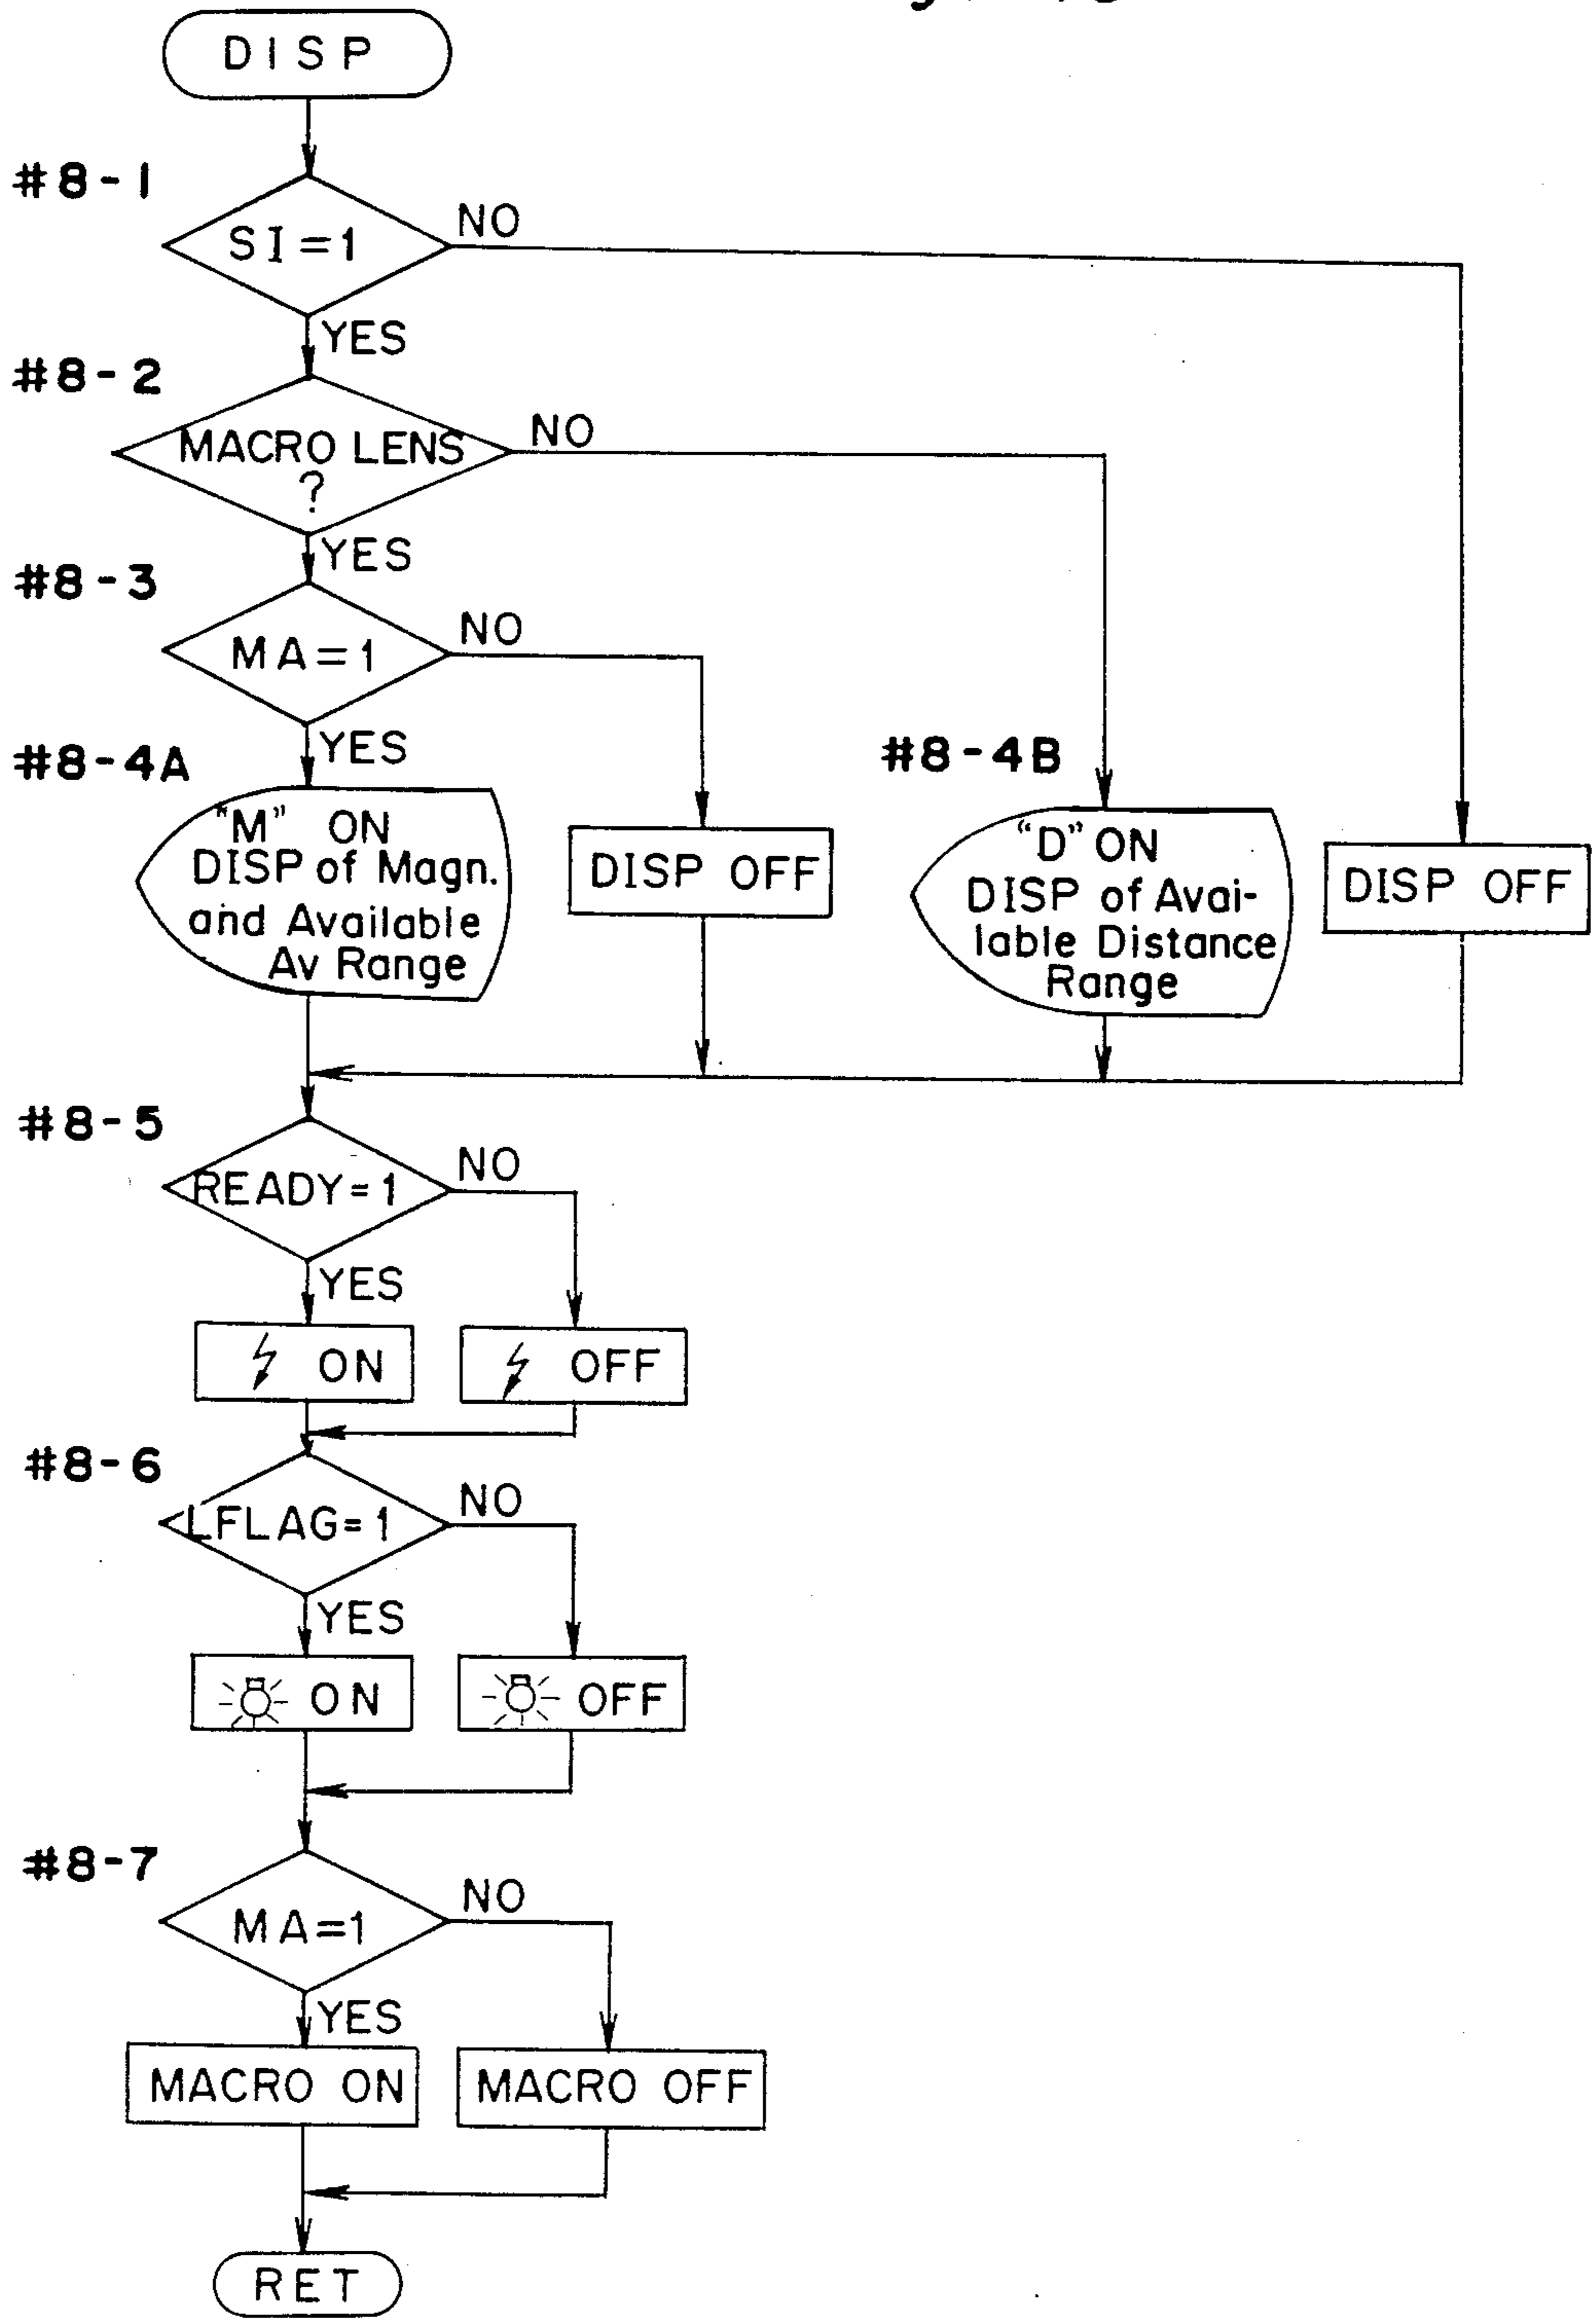 DISP
#8-1
SI=1
NO
YES
#8-2
MACRO LENS
?
NO
YES
#8-3
MA=1
NO
YES
#8-4A
"M" ON
DISP of Magn.
and Available
Av Range
DISP OFF
#8-4B
"D" ON
DISP of Avai-
lable Distance
Range
DISP OFF
#8-5
READY=1
NO
YES
ON
OFF
#8-6
LFLAG=1
NO
YES
ON
OFF
#8-7
MA=1
NO
YES
MACRO ON
MACRO OFF
RET